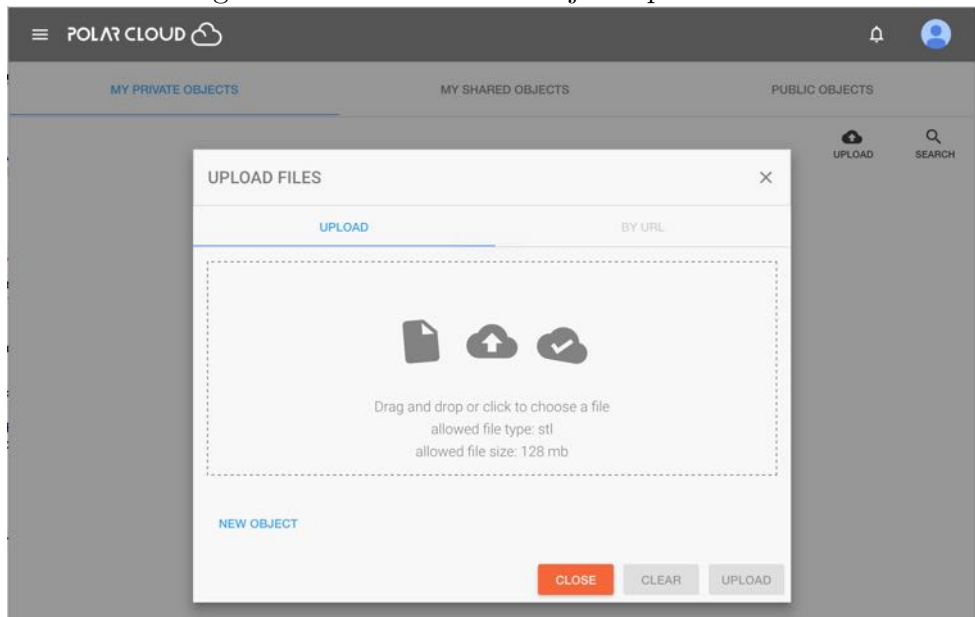 POLAR CLOUD
MY PRIVATE OBJECTS
MY SHARED OBJECTS
PUBLIC OBJECTS
UPLOAD
SEARCH
UPLOAD FILES
UPLOAD
BY URL
Drag and drop or click to choose a file
allowed file type: stl
allowed file size: 128 mb
NEW OBJECT
CLOSE
CLEAR
UPLOAD